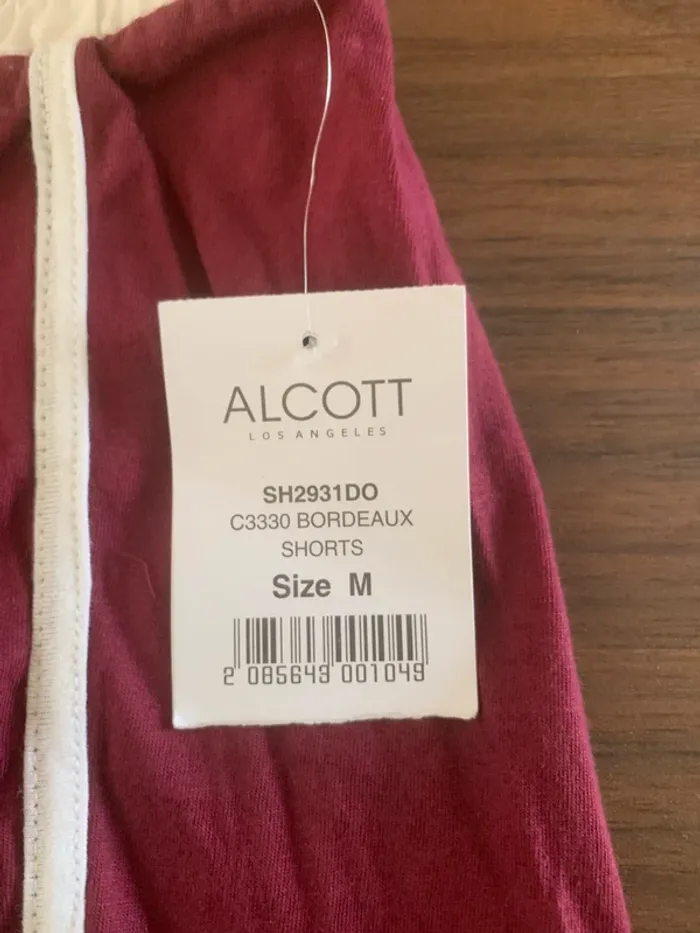 ALCOTT
LOS ANGELES
SH2931DO
C3330 BORDEAUX
SHORTS
Size M
2 085643 001049